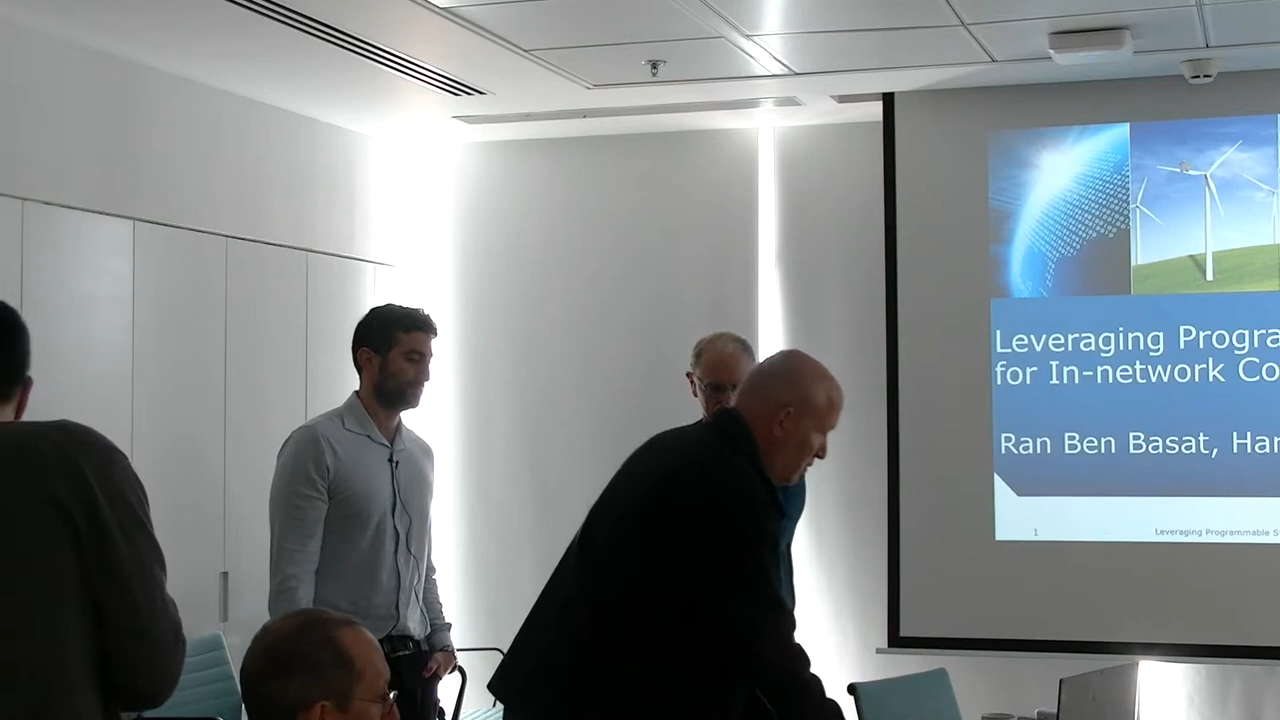 Leveraging Progra
for In-network Co
Ran Ben Basat, Har
1
Leveraging Programmable S